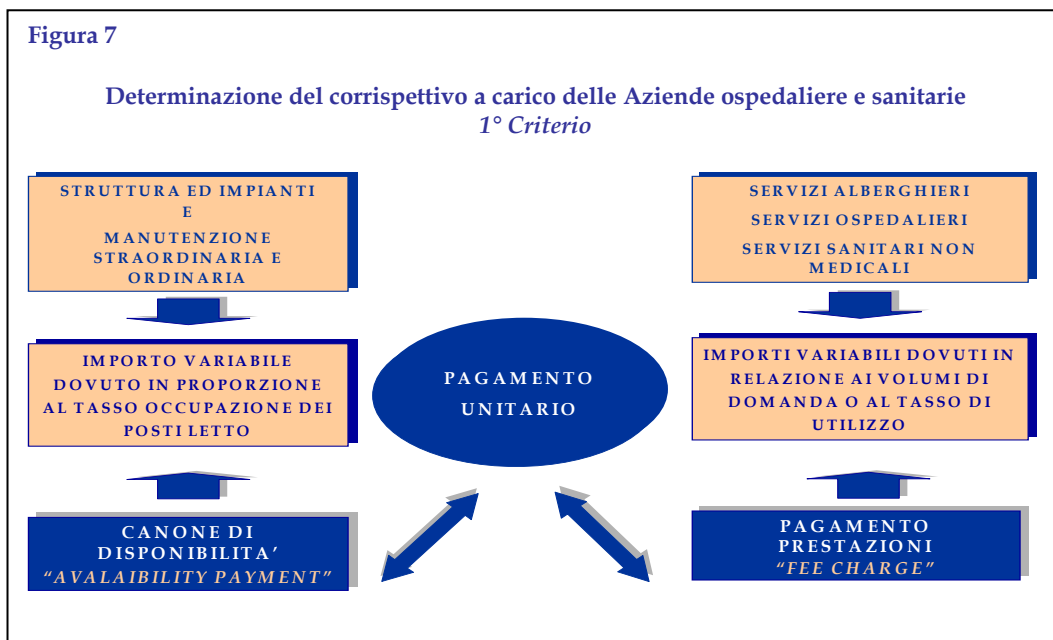 Figura 7
Determinazione del corrispettivo a carico delle Aziende ospedaliere e sanitarie
1° Criterio
STRUTTURA ED IMPIANTI
E
MANUTENZIONE
STRAORDINARIA E
ORDINARIA
IMPORTO VARIABILE
DOVUTO IN PROPORZIONE
AL TASSO OCCUPAZIONE DEI
POSTI LETTO
CANONE DI
DISPONIBILITA’
“AVALAIBILITY PAYMENT”
PAGAMENTO
UNITARIO
SERVIZI ALBERGHIERI
SERVIZI OSPEDALIERI
SERVIZI SANITARI NON
MEDICALI
IMPORTI VARIABILI DOVUTI IN
RELAZIONE AI VOLUMI DI
DOMANDA O AL TASSO DI
UTILIZZO
PAGAMENTO
PRESTAZIONI
“FEE CHARGE”